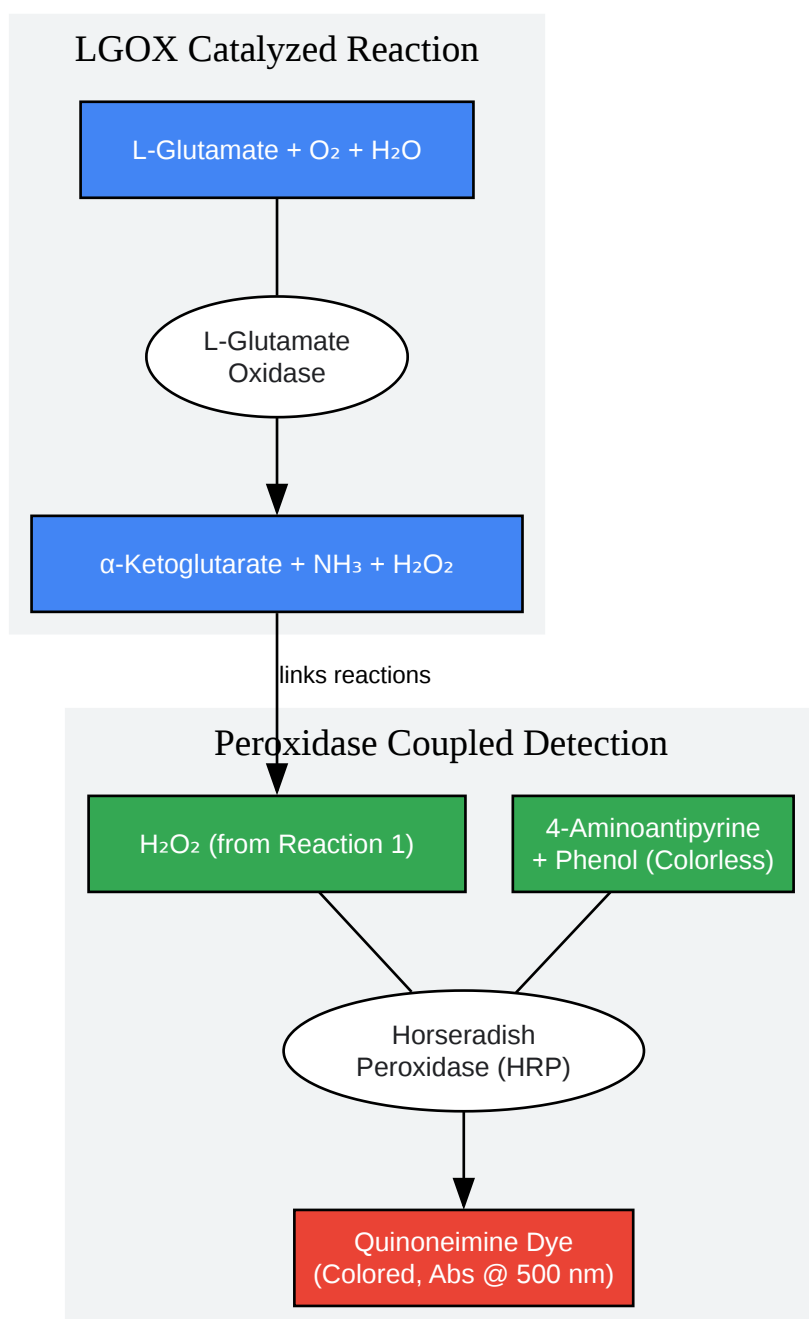 LGOX Catalyzed Reaction
L-Glutamate + O₂ + H₂O
L-Glutamate
Oxidase
α-Ketoglutarate + NH₃ + H₂O₂
links reactions
Peroxidase Coupled Detection
H₂O₂ (from Reaction 1)
4-Aminoantipyrine
+ Phenol (Colorless)
Horseradish
Peroxidase (HRP)
Quinoneimine Dye
(Colored, Abs @ 500 nm)